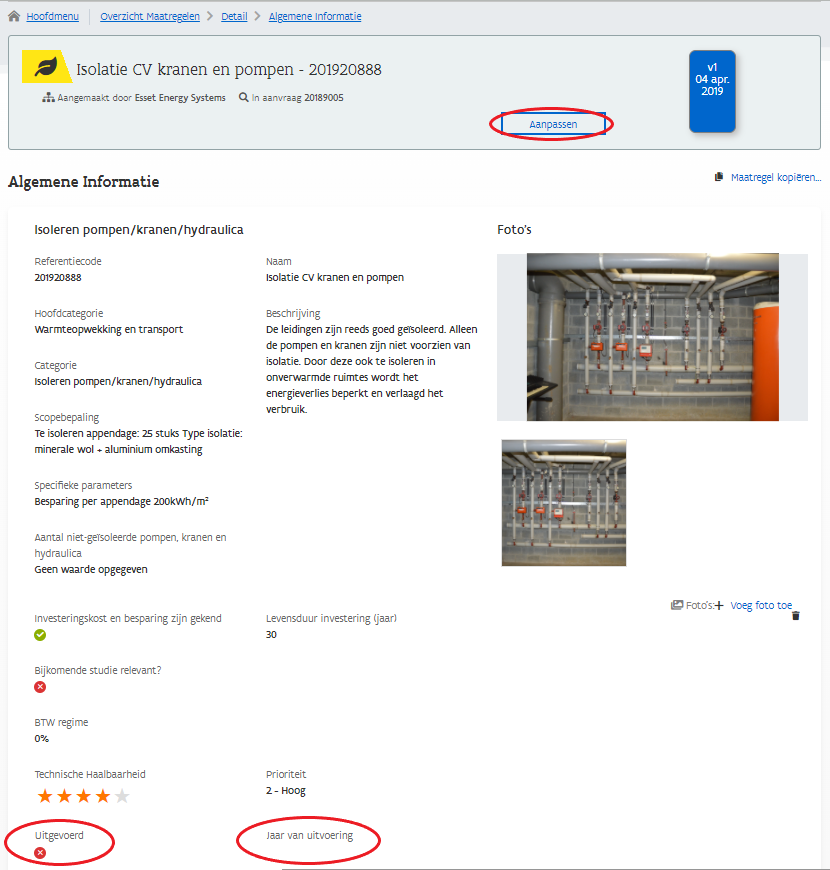 Hoofdmenu Overzicht Maatregelen Detail Algemene Informatie
Isolatie CV kranen en pompen - 201920888
Aangemaakt door Esset Energy Systems In aanvraag 20189005
Aanpassen
v1
04 apr.
2019
Algemene Informatie
Maatregel kopiëren...
Isoleren pompen/kranen/hydraulica
Referentiecode
201920888
Hoofdcategorie
Warmteopwekking en transport
Categorie
Isoleren pompen/kranen/hydraulica
Scopebepaling
Te isoleren appendage: 25 stuks Type isolatie:
minerale wol + aluminium omkasting
Specifieke parameters
Besparing per appendage 200kWh/m²
Aantal niet-geïsoleerde pompen, kranen en
hydraulica
Geen waarde opgegeven
Naam
Isolatie CV kranen en pompen
Beschrijving
De leidingen zijn reeds goed geïsoleerd. Alleen
de pompen en kranen zijn niet voorzien van
isolatie. Door deze ook te isoleren in
onverwarmde ruimtes wordt het
energieverlies beperkt en verlaagd het
verbruik.
Foto's
Foto's: Voeg foto toe
Investeringskost en besparing zijn gekend
Levensduur investering (jaar)
30
Bijkomende studie relevant?
BTW regime
0%
Technische Haalbaarheid
Prioriteit
2 - Hoog
Uitgevoerd
Jaar van uitvoering